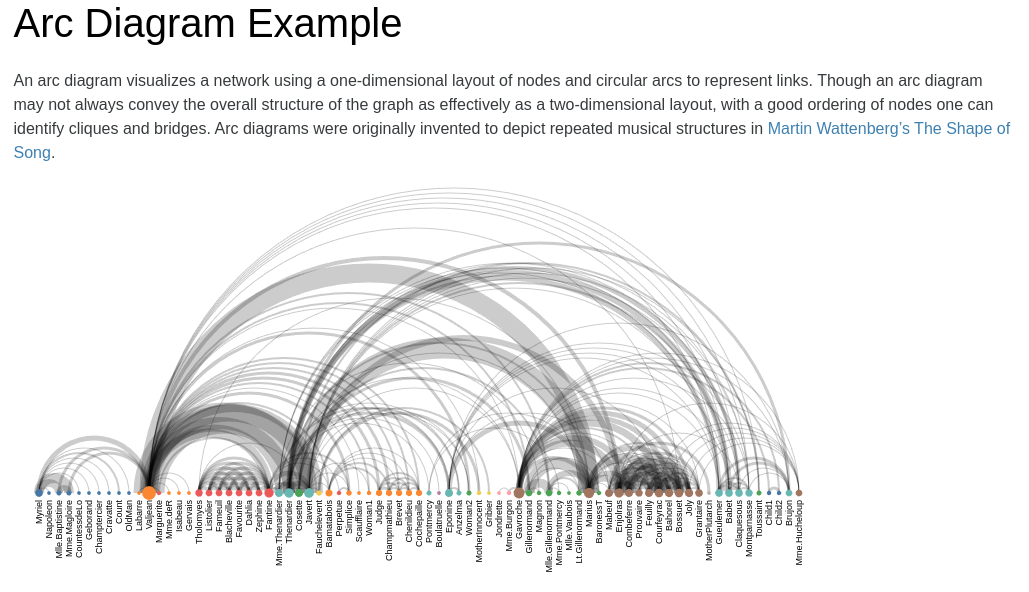 Arc Diagram Example
An arc diagram visualizes a network using a one-dimensional layout of nodes and circular arcs to represent links. Though an arc diagram
may not always convey the overall structure of the graph as effectively as a two-dimensional layout, with a good ordering of nodes one can
identify cliques and bridges. Arc diagrams were originally invented to depict repeated musical structures in Martin Wattenberg's The Shape of
Song.
Myriel
Napoleon
Mlle.Baptistine
Mme.Magloire
CountessdeLo
Geborand
Champtercier
Cravatte
Count
OldMan
Labarre
Valjean
Marguerite
Mme.deR
Isabeau
Gervais
Tholomyes
Listolier
Fameuil
Blacheville
Favourite
Dahlia
Zephine
Fantine
Mme.Thenardier
Thenardier
Cosette
Javert
Fauchelevent
Bamatabois
Perpetue
Simplice
Scaufflaire
Woman1
Judge
Champmathieu
Brevet
Chenildieu
Cochepaille
Pontmercy
Boulatruelle
Eponine
Anzelma
Woman2
MotherInnocent
Gribier
Jondrette
Mme.Burgon
Gavroche
Gillenormand
Magnon
Mlle.Gillenormand
Mme.Pontmercy
Mlle.Vaubois
Lt.Gillenormand
Marius
BaronessT
Mabeuf
Enjolras
Combeferre
Prouvaire
Feuilly
Courfeyrac
Bahorel
Bossuet
Joly
Grantaire
MotherPlutarch
Gueulemer
Babet
Claquesous
Montparnasse
Toussaint
Child1
Child2
Brujon
Mme.Hucheloup